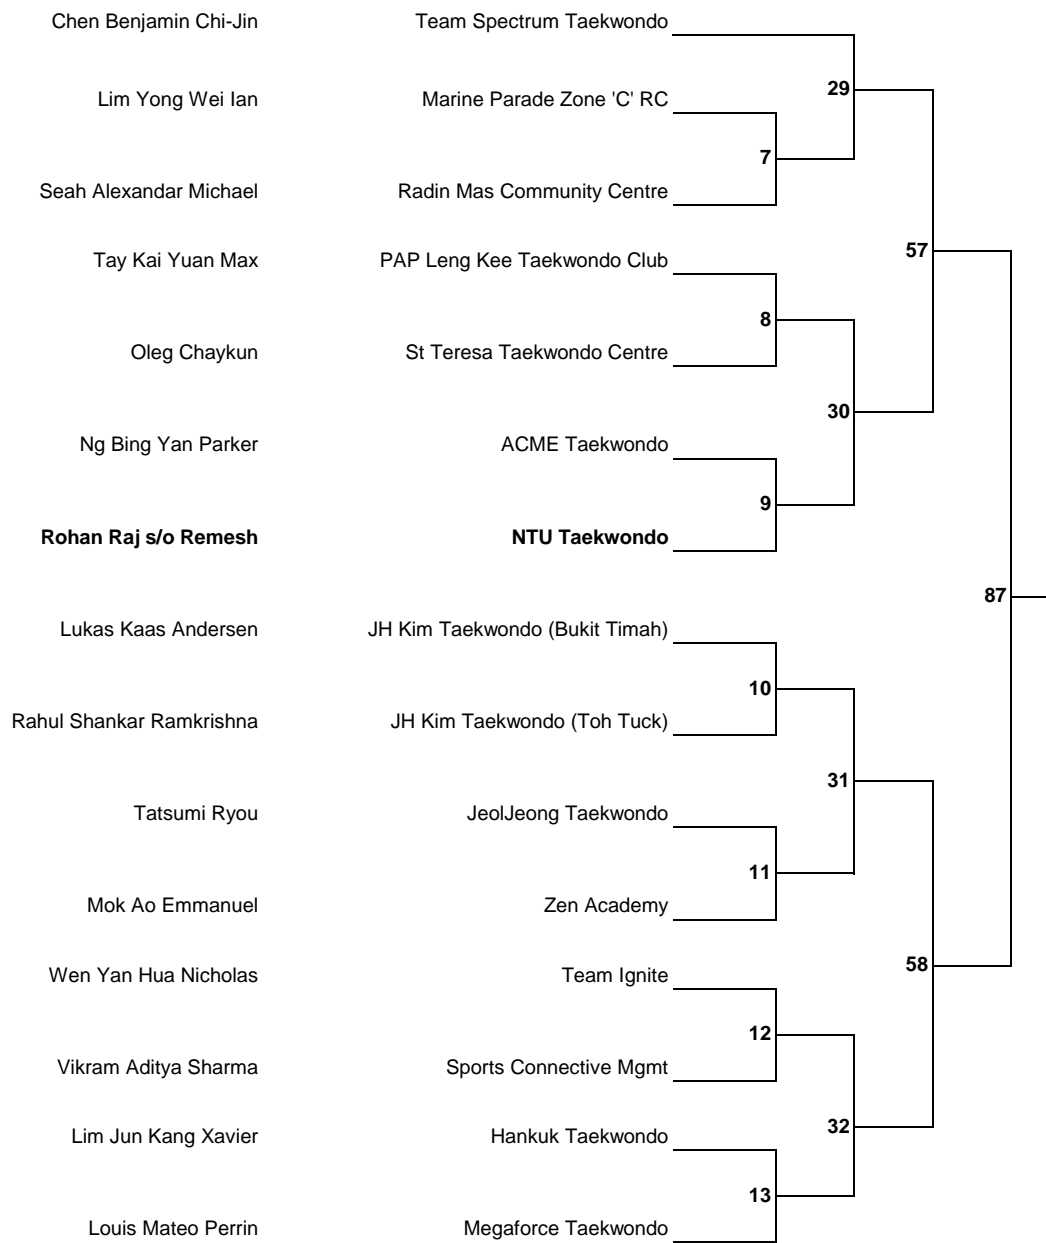 Chen Benjamin Chi-Jin Team Spectrum Taekwondo
29
Lim Yong Wei Ian Marine Parade Zone 'C' RC
7
Seah Alexandar Michael Radin Mas Community Centre
57
Tay Kai Yuan Max PAP Leng Kee Taekwondo Club
8
Oleg Chaykun St Teresa Taekwondo Centre
30
Ng Bing Yan Parker ACME Taekwondo
9
Rohan Raj s/o Remesh NTU Taekwondo
87
Lukas Kaas Andersen JH Kim Taekwondo (Bukit Timah)
10
Rahul Shankar Ramkrishna JH Kim Taekwondo (Toh Tuck)
31
Tatsumi Ryou JeolJeong Taekwondo
11
Mok Ao Emmanuel Zen Academy
58
Wen Yan Hua Nicholas Team Ignite
12
Vikram Aditya Sharma Sports Connective Mgmt
32
Lim Jun Kang Xavier Hankuk Taekwondo
13
Louis Mateo Perrin Megaforce Taekwondo